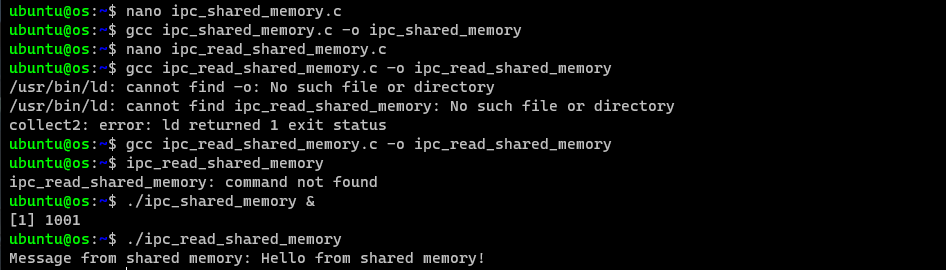 ubuntu@os:~$ nano ipc_shared_memory.c
ubuntu@os:~$ gcc ipc_shared_memory.c -o ipc_shared_memory
ubuntu@os:~$ nano ipc_read_shared_memory.c
ubuntu@os:~$ gcc ipc_read_shared_memory.c –o ipc_read_shared_memory
/usr/bin/ld: cannot find –o: No such file or directory
/usr/bin/ld: cannot find ipc_read_shared_memory: No such file or directory
collect2: error: ld returned 1 exit status
ubuntu@os:~$ gcc ipc_read_shared_memory.c -o ipc_read_shared_memory
ubuntu@os:~$ ipc_read_shared_memory
ipc_read_shared_memory: command not found
ubuntu@os:~$ ./ipc_shared_memory &
[1] 1001
ubuntu@os:~$ ./ipc_read_shared_memory
Message from shared memory: Hello from shared memory!